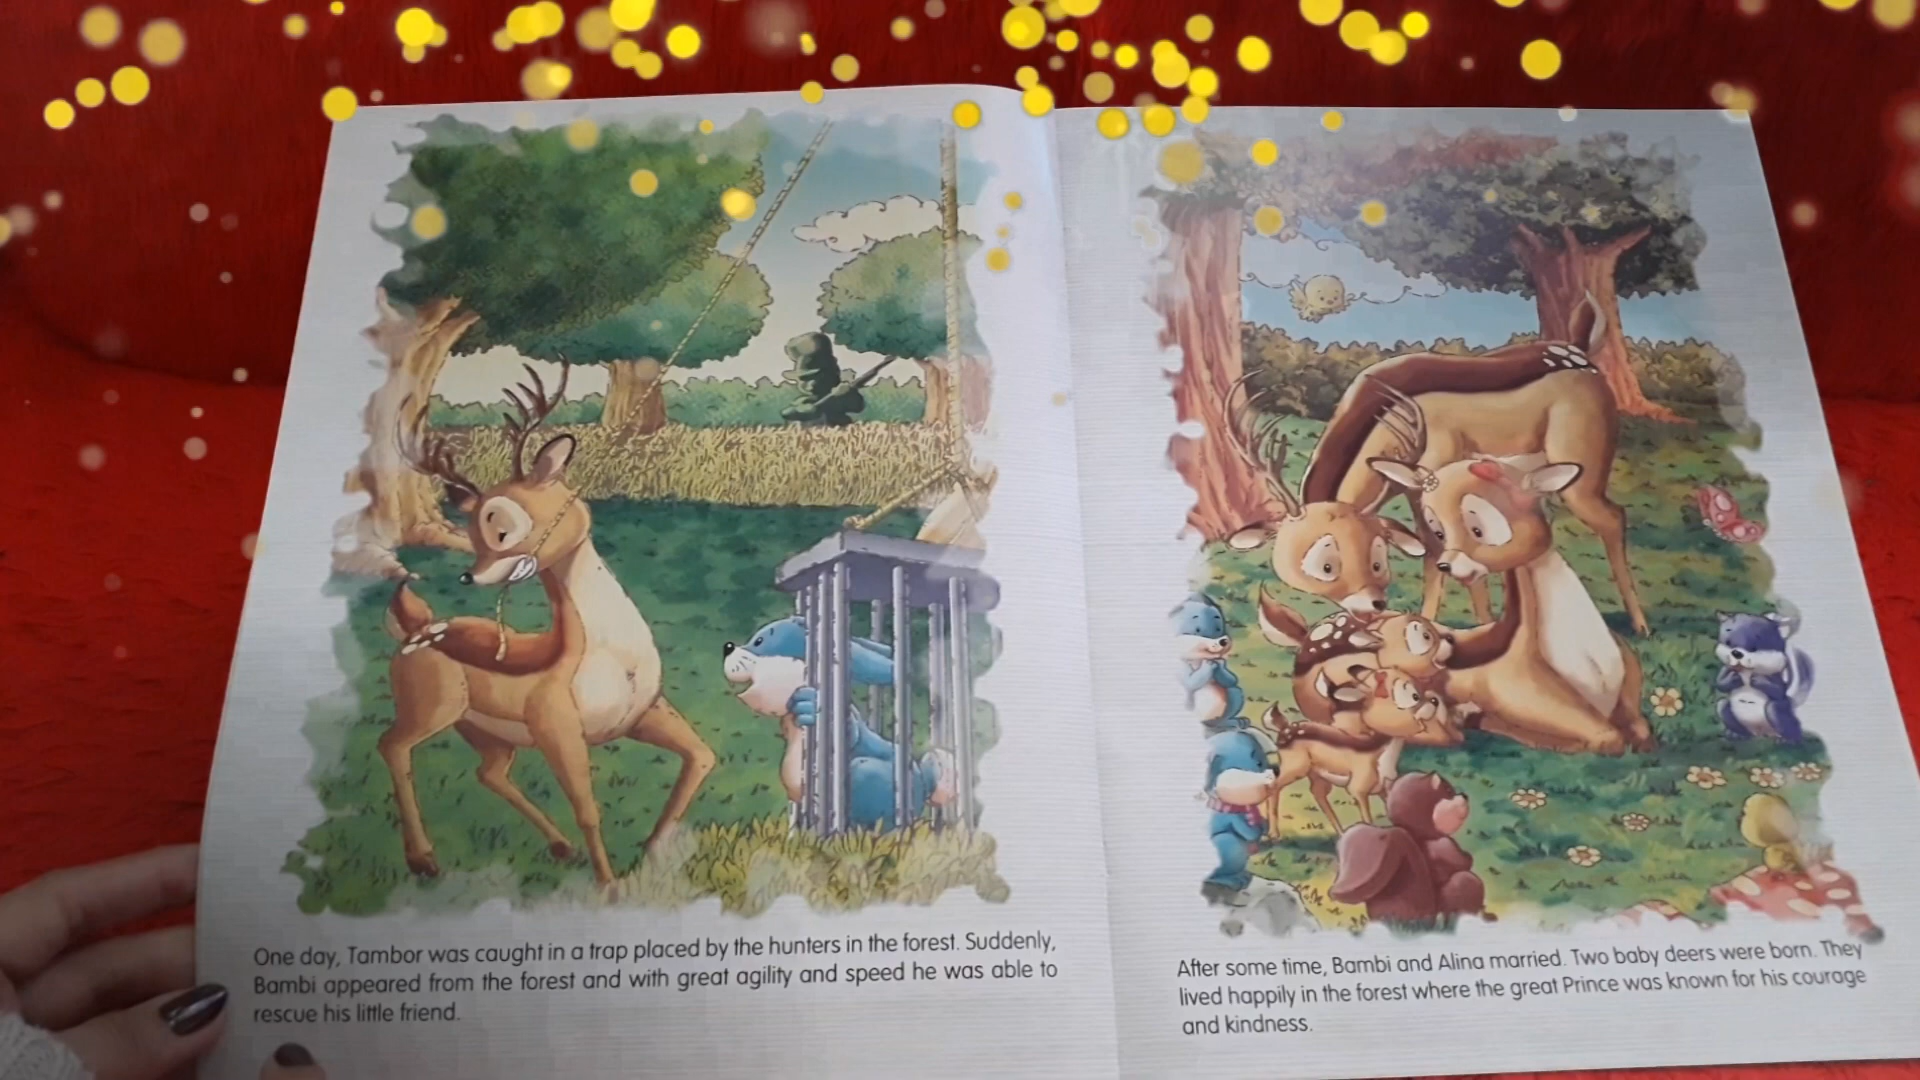 One day, Tambor was caught in a trap placed by the hunters in the forest. Suddenly,
Bambi appeared from the forest and with great agility and speed he was able to
rescue his little friend.
After some time, Bambi and Alina married. Two baby deers were born. They
lived happily in the forest where the great Prince was known for his courage
and kindness.